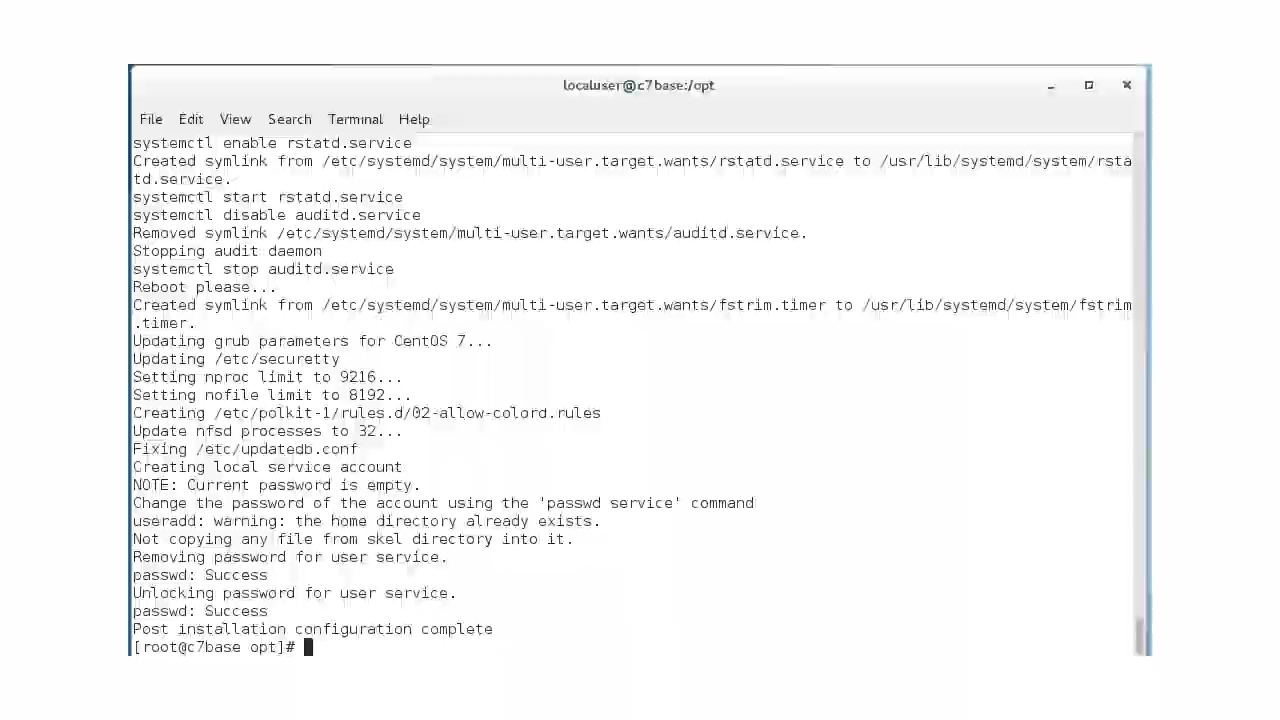 localuser@c7base:/opt
File Edit View Search Terminal Help
systemctl enable rstatd.service
Created symlink from /etc/systemd/system/multi-user.target.wants/rstatd.service to /usr/lib/systemd/system/rsta
td.service.
systemctl start rstatd.service
systemctl disable auditd.service
Removed symlink /etc/systemd/system/multi-user.target.wants/auditd.service.
Stopping audit daemon
systemctl stop auditd.service
Reboot please...
Created symlink from /etc/systemd/system/multi-user.target.wants/fstrim.timer to /usr/lib/systemd/system/fstrim
.timer.
Updating grub parameters for CentOS 7...
Updating /etc/securetty
Setting nproc limit to 9216...
Setting nofile limit to 8192...
Creating /etc/polkit-1/rules.d/02-allow-colord.rules
Update nfsd processes to 32...
Fixing /etc/updatedb.conf
Creating local service account
NOTE: Current password is empty.
Change the password of the account using the 'passwd service' command
useradd: warning: the home directory already exists.
Not copying any file from skel directory into it.
Removing password for user service.
passwd: Success
Unlocking password for user service.
passwd: Success
Post installation configuration complete
[root@c7base opt]#